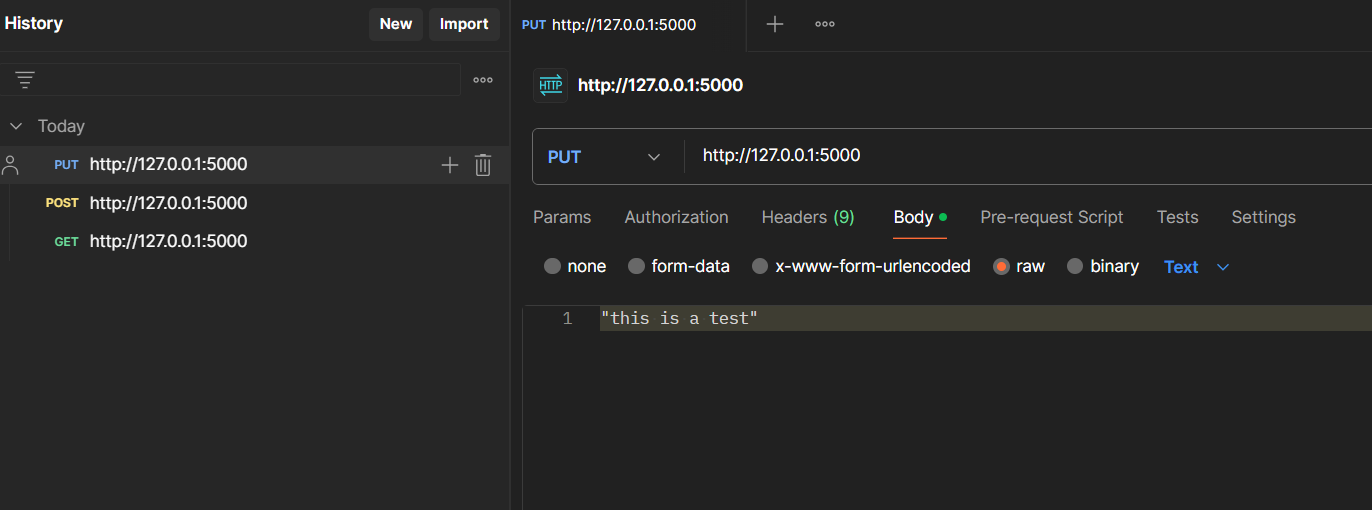 History
New
Import
Today
PUT http://127.0.0.1:5000
POST http://127.0.0.1:5000
GET http://127.0.0.1:5000
PUT http://127.0.0.1:5000
HTTP http://127.0.0.1:5000
PUT http://127.0.0.1:5000
Params Authorization Headers (9) Body Pre-request Script Tests Settings
none form-data x-www-form-urlencoded raw binary Text
1 "this is a test"